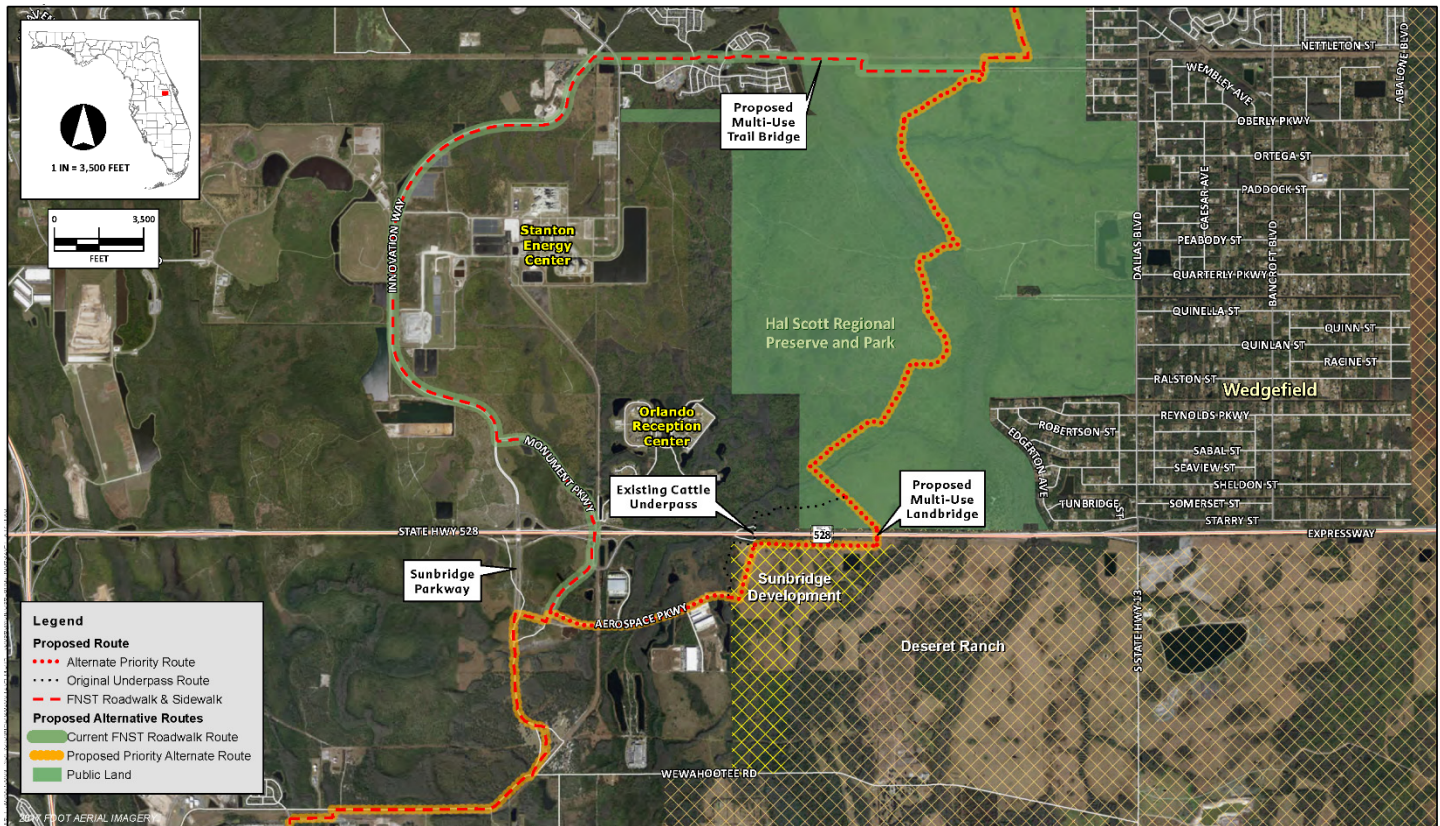 1 IN = 3,500 FEET
0 3,500
FEET
NETTLETON ST
ABALONE BLVD
WEMBLEY AVE
OBERLY PKWY
Proposed
Multi-Use
Trail Bridge
ORTEGA ST
CAESAR AVE
PADDOCK ST
INNOVATION WAY
Stanton
Energy
Center
DALLAS BLVD
PEABODY ST
BANCROFT BLVD
QUARTERLY PKWY
QUINELLA ST
Hal Scott Regional
Preserve and Park
QUINN ST
QUINLAN ST
RACINE ST
RALSTON ST
Wedgefield
Orlando
Reception
Center
REYNOLDS PKWY
ROBERTSON ST
EDGERTON AVE
MONUMENT PKWY
SABAL ST
SEAVIEW ST
SHELDON ST
Existing Cattle
Underpass
Proposed
Multi-Use
Landbridge
TUNBRIDGE ST
SOMERSET ST
STARRY ST
STATE HWY 528
528
EXPRESSWAY
Sunbridge
Parkway
Sunbridge
Development
AEROSPACE PKWY
Deseret Ranch
S STATE HWY 13
WEWAHOOTEE RD
Legend
Proposed Route
Alternate Priority Route
Original Underpass Route
FNST Roadwalk & Sidewalk
Proposed Alternative Routes
Current FNST Roadwalk Route
Proposed Priority Alternate Route
Public Land
2017 FDOT AERIAL IMAGERY